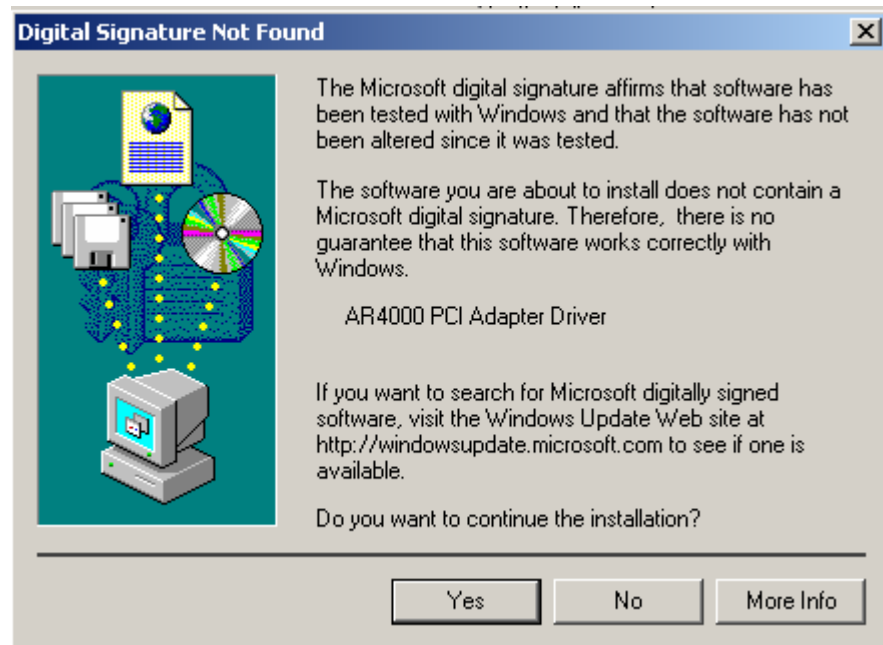 Digital Signature Not Found
The Microsoft digital signature affirms that software has
been tested with Windows and that the software has not
been altered since it was tested.
The software you are about to install does not contain a
Microsoft digital signature. Therefore,  there is no
guarantee that this software works correctly with
Windows.
AR4000 PCI Adapter Driver
If you want to search for Microsoft digitally signed
software, visit the Windows Update Web site at
http://windowsupdate.microsoft.com to see if one is
available.
Do you want to continue the installation?
Yes No More Info